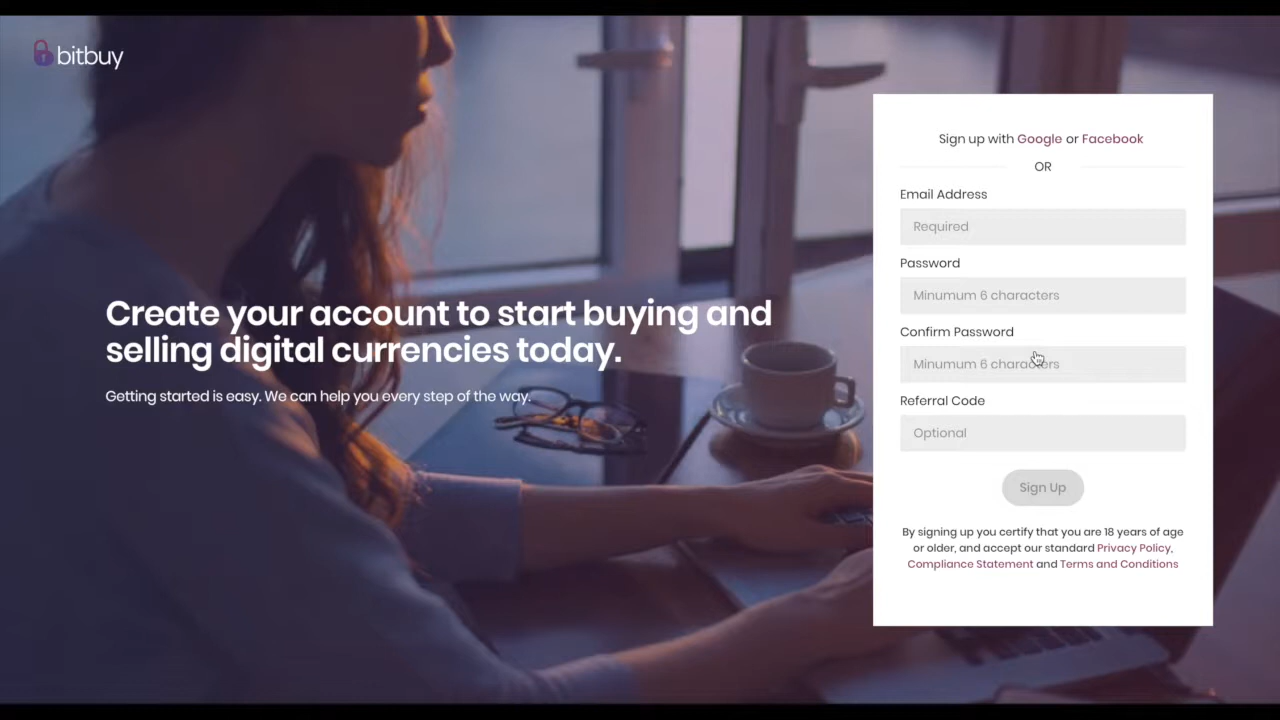 bitbuy
Create your account to start buying and
selling digital currencies today.
Getting started is easy. We can help you every step of the way.
Sign up with Google or Facebook
OR
Email Address
Required
Password
Minumum 6 characters
Confirm Password
Minumum 6 characters
Referral Code
Optional
Sign Up
By signing up you certify that you are 18 years of age
or older, and accept our standard Privacy Policy,
Compliance Statement and Terms and Conditions